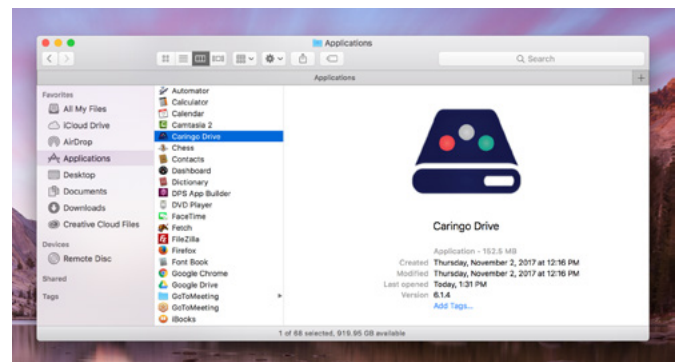 Applications
Search
Applications
Favorites
All My Files
iCloud Drive
AirDrop
Applications
Desktop
Documents
Downloads
Creative Cloud Files
Devices
Remote Disc
Shared
Tags
Automator
Calculator
Calendar
Camtasia 2
Caringo Drive
Chess
Contacts
Dashboard
Dictionary
DPS App Builder
DVD Player
FaceTime
Fetch
FileZilla
Firefox
Font Book
Google Chrome
Google Drive
GoToMeeting
GoToMeeting
iBooks
Caringo Drive
Application - 152.5 MB
Created Thursday, November 2, 2017 at 12:16 PM
Modified Thursday, November 2, 2017 at 12:16 PM
Last opened Today, 1:31 PM
Version 6.1.4
Add Tags...
1 of 68 selected, 919.95 GB available